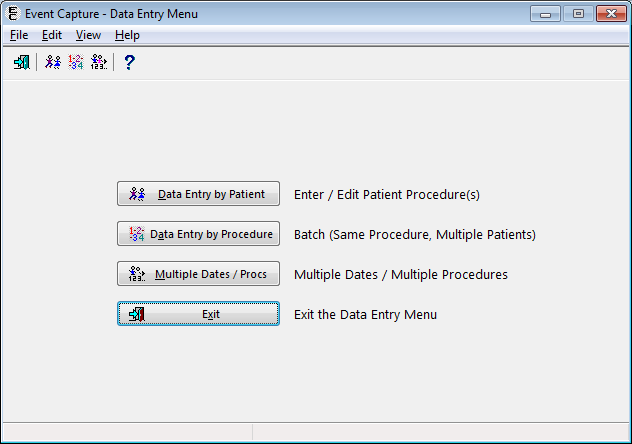 Event Capture - Data Entry Menu
File Edit View Help
Data Entry by Patient Enter / Edit Patient Procedure(s)
Data Entry by Procedure Batch (Same Procedure, Multiple Patients)
Multiple Dates / Procs Multiple Dates / Multiple Procedures
Exit Exit the Data Entry Menu